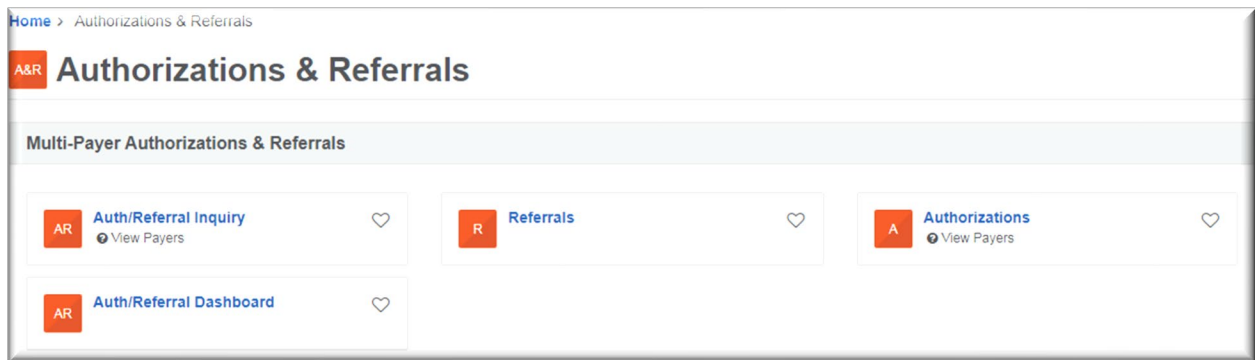 Home > Authorizations & Referrals
A&R Authorizations & Referrals
Multi-Payer Authorizations & Referrals
AR Auth/Referral Inquiry
? View Payers
R Referrals
A Authorizations
? View Payers
AR Auth/Referral Dashboard